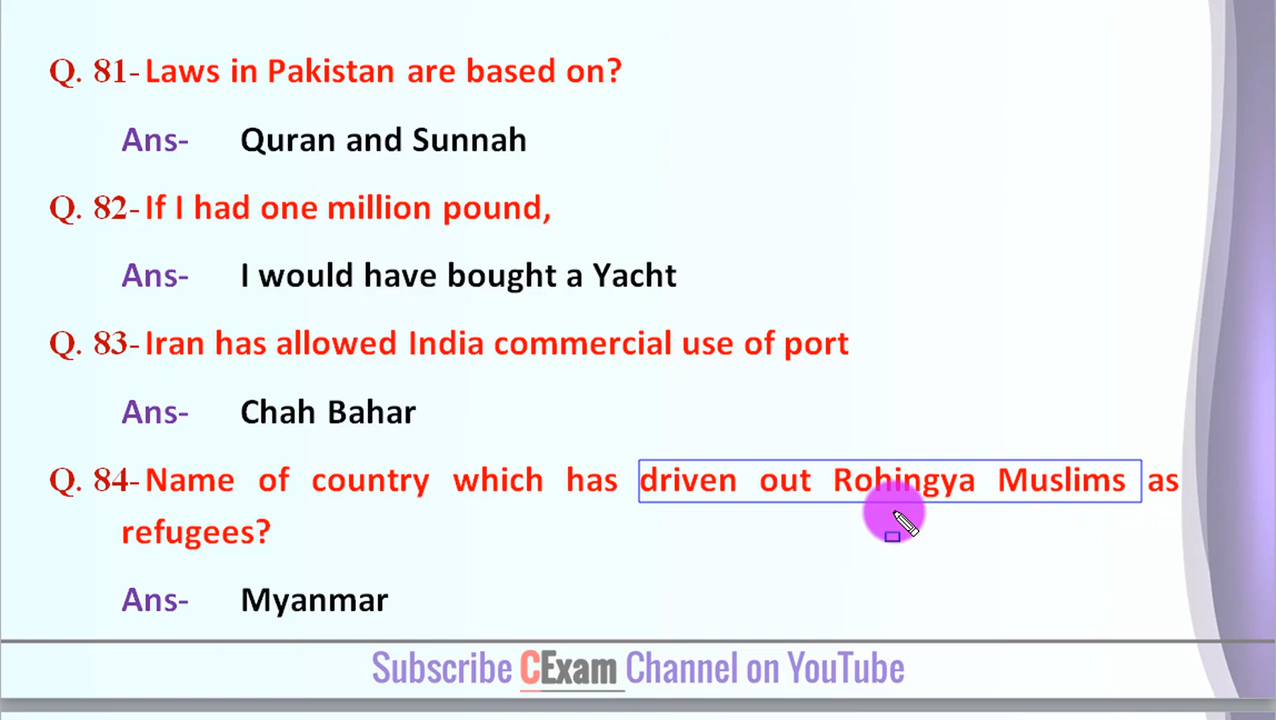 Q. 81- Laws in Pakistan are based on?
Ans- Quran and Sunnah
Q. 82- If I had one million pound,
Ans- I would have bought a Yacht
Q. 83- Iran has allowed India commercial use of port
Ans- Chah Bahar
Q. 84- Name of country which has driven out Rohingya Muslims as
refugees?
Ans- Myanmar
Subscribe CExam Channel on YouTube